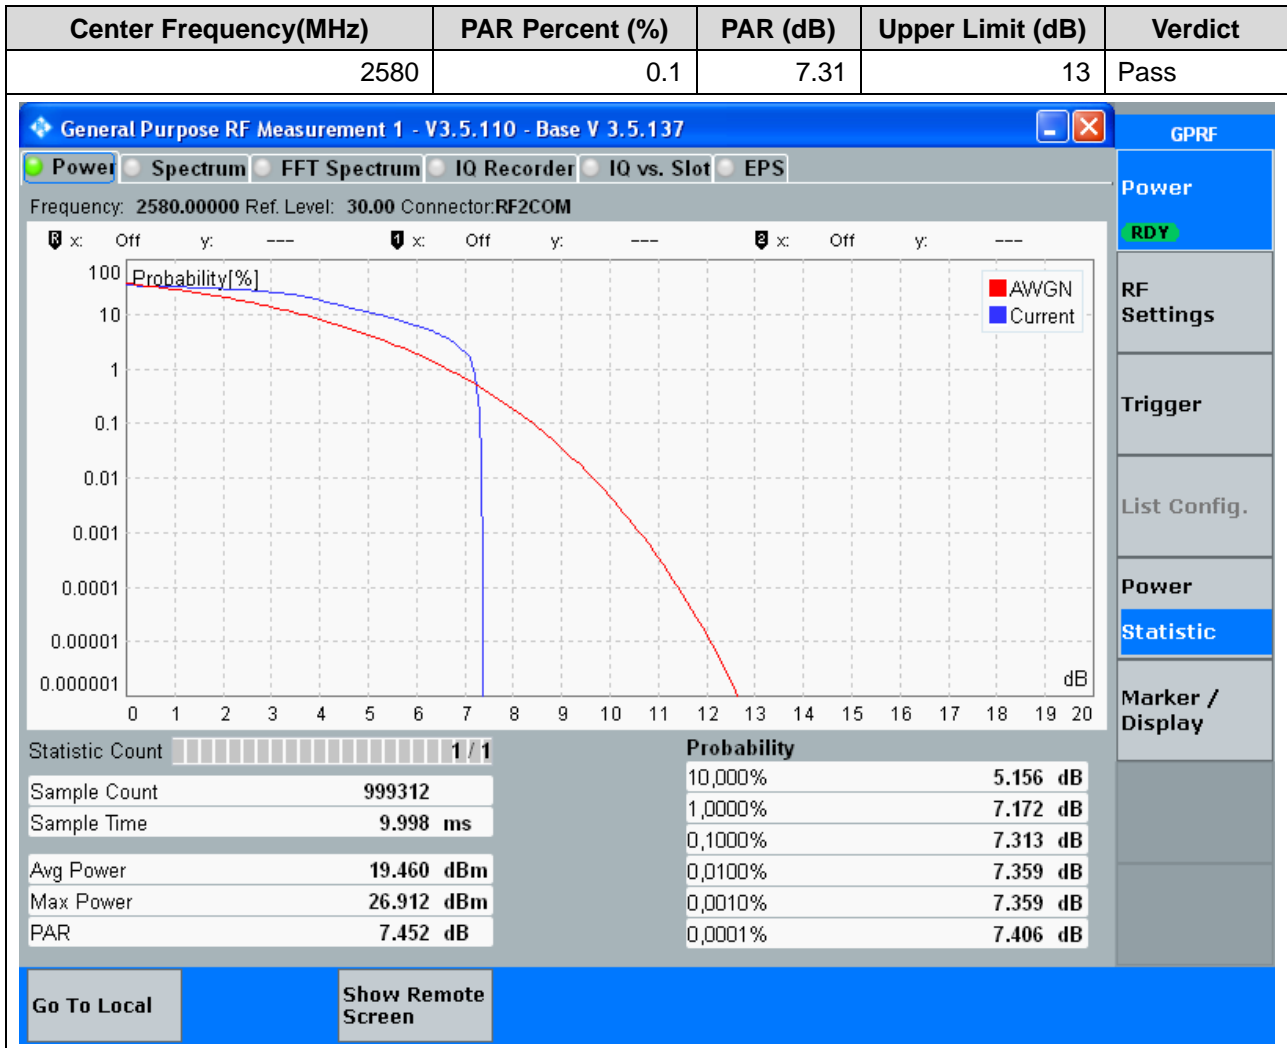 Center Frequency(MHz) PAR Percent (%) PAR (dB) Upper Limit (dB) Verdict
2580 0.1 7.31 13 Pass
General Purpose RF Measurement 1 - V3.5.110 - Base V 3.5.137
GPRF
Power Spectrum FFT Spectrum IQ Recorder IQ vs. Slot EPS
Power
RDY
Frequency: 2580.00000 Ref. Level: 30.00 Connector:RF2COM
R x: Off y: --- 1 x: Off y: --- 2 x: Off y: ---
Probability[%]
AWGN
Current
100
10
1
0.1
0.01
0.001
0.0001
0.00001
0.000001
dB
0 1 2 3 4 5 6 7 8 9 10 11 12 13 14 15 16 17 18 19 20
RF
Settings
Trigger
List Config.
Power
Statistic
Marker /
Display
Statistic Count 1 / 1
Sample Count 999312
Sample Time 9.998 ms
Avg Power 19.460 dBm
Max Power 26.912 dBm
PAR 7.452 dB
Probability
10,000% 5.156 dB
1,0000% 7.172 dB
0,1000% 7.313 dB
0,0100% 7.359 dB
0,0010% 7.359 dB
0,0001% 7.406 dB
Go To Local
Show Remote
Screen